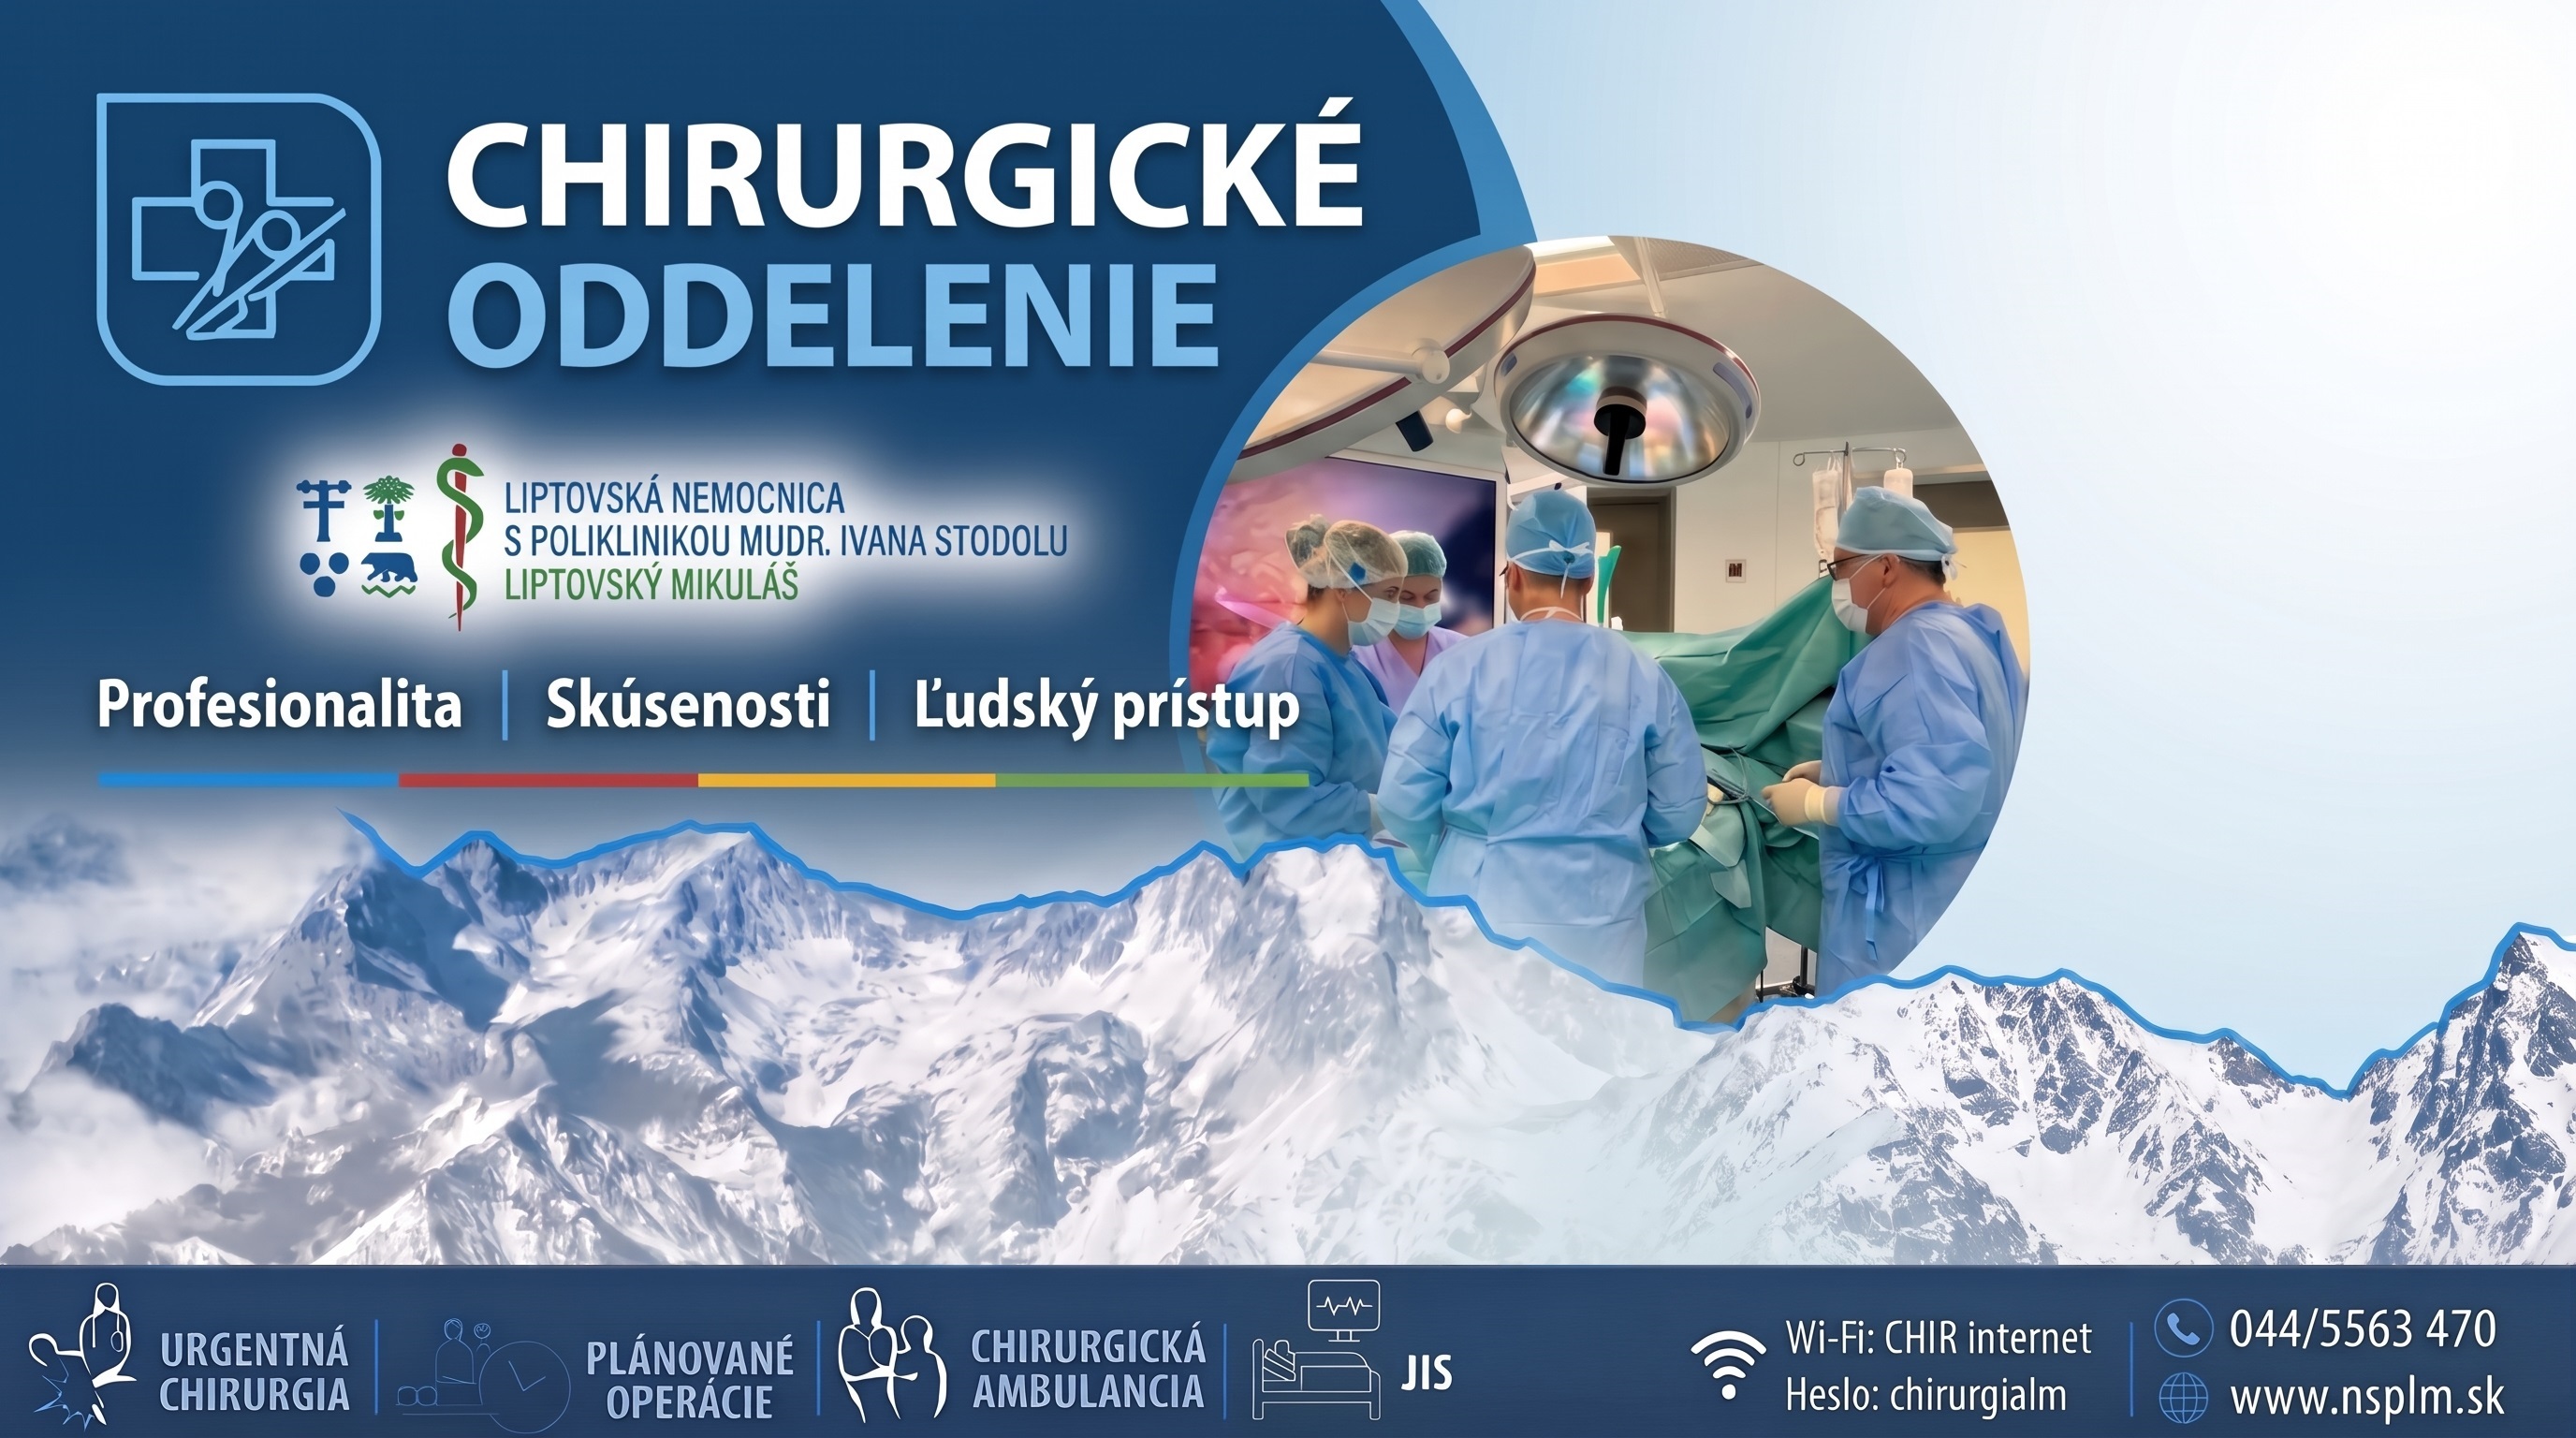 CHIRURGICKÉ
ODDELENIE
LIPTOVSKÁ NEMOCNICA
S POLIKLINIKOU MUDR. IVANA STODOLU
LIPTOVSKÝ MIKULÁŠ
Profesionalita | Skúsenosti | Ľudský prístup
URGENTNÁ
CHIRURGIA
PLÁNOVANÉ
OPERÁCIE
CHIRURGICKÁ
AMBULANCIA
JIS
Wi-Fi: CHIR internet
Heslo: chirurgialm
044/5563 470
www.nsplm.sk